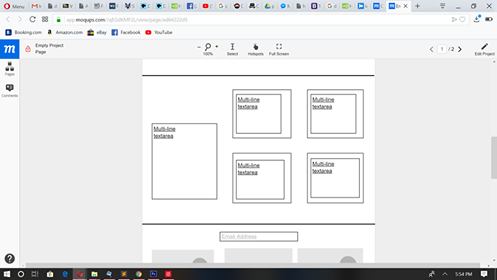 Menu
app.moqups.com
Booking.com
Amazon.com
eBay
Facebook
YouTube
m
Empty Project
Page
100%
Select
Hotspots
Full Screen
1 / 2
Edit Project
Pages
Comments
Multi-line
textarea
Multi-line
textarea
Multi-line
textarea
Multi-line
textarea
Multi-line
textarea
Email Address
5:54 PM